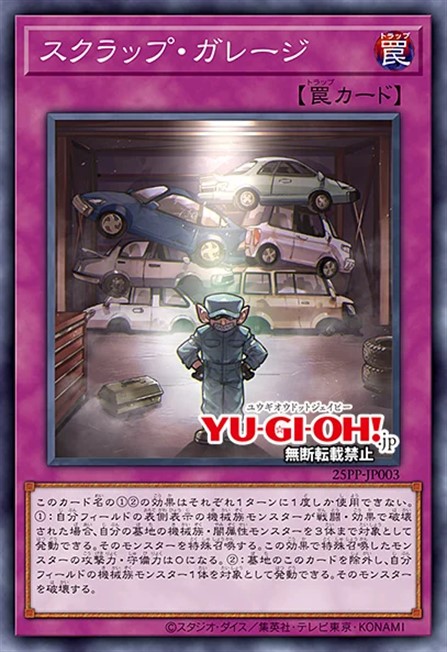 スクラップ・ガレージ
トラップ
罠
トラップ
【罠カード】
ユウギオウドットジェイピー
YU-GI-OH!.jp
無断転載禁止
25PP-JP003
このカード名の①②の効果はそれぞれ1ターンに1度しか使用できない。
①：自分フィールドの表側表示の機械族モンスターが戦闘・効果で破壊
された場合、自分の墓地の機械族・闇属性モンスターを3体まで対象として
発動できる。そのモンスターを特殊召喚する。この効果で特殊召喚したモン
スターの攻撃力・守備力は0になる。②：墓地のこのカードを除外し、自分
フィールドの機械族モンスター1体を対象として発動できる。そのモンスター
を破壊する。
©スタジオ・ダイス／集英社・テレビ東京・KONAMI